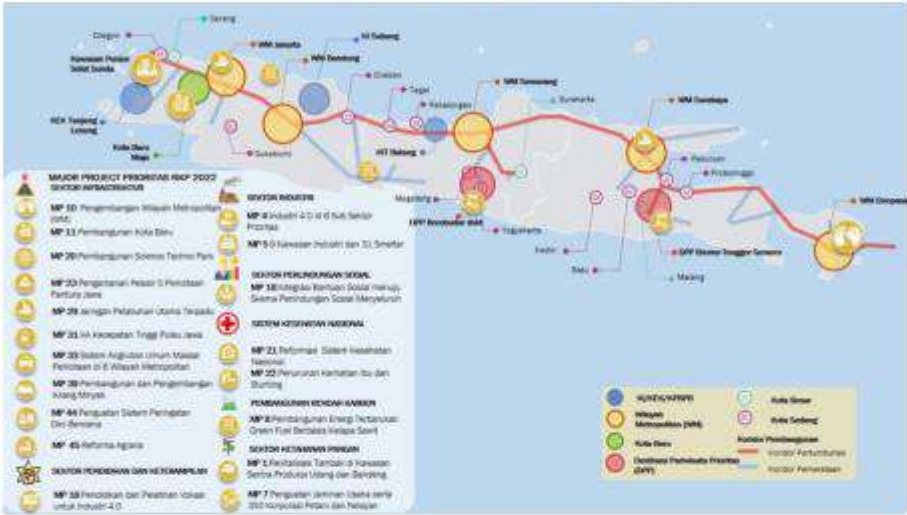 Serang
Cilegon
WM Jakarta
KI Subang
Kawasan Pesisir
Selat Sunda
WM Bandung
Cirebon
Tegal
Pekalongan
WM Semarang
Surakarta
WM Surabaya
KEK Tanjung
Lesung
Kota Baru
Maja
Sukabumi
KIT Batang
Pasuruan
Probolinggo
Magelang
DPP Borobudur dskt
Yogyakarta
WM Denpasar
Kediri
Batu
DPP Bromo Tengger Semeru
Malang
MAJOR PROJECT PRIORITAS RKP 2022
SEKTOR INFRASTRUKTUR
MP 10 Pengembangan Wilayah Metropolitan
(WM)
MP 11 Pembangunan Kota Baru
MP 20 Pembangunan Science Techno Park
MP 23 Pengamanan Pesisir 5 Perkotaan
Pantura Jawa
MP 29 Jaringan Pelabuhan Utama Terpadu
MP 31 KA Kecepatan Tinggi Pulau Jawa
MP 33 Sistem Angkutan Umum Massal
Perkotaan di 6 Wilayah Metropolitan
MP 39 Pembangunan dan Pengembangan
Kilang Minyak
MP 44 Penguatan Sistem Peringatan
Dini Bencana
MP 45 Reforma Agraria
SEKTOR PENDIDIKAN DAN KETERAMPILAN
MP 18 Pendidikan dan Pelatihan Vokasi
untuk Industri 4.0
SEKTOR INDUSTRI
MP 4 Industri 4.0 di 6 Sub Sektor
Prioritas
MP 5 9 Kawasan Industri dan 31 Smelter
SEKTOR PERLINDUNGAN SOSIAL
MP 18 Integrasi Bantuan Sosial menuju
Skema Perlindungan Sosial Menyeluruh
SISTEM KESEHATAN NASIONAL
MP 21 Reformasi Sistem Kesehatan
Nasional
MP 22 Penurunan Kematian Ibu dan
Stunting
PEMBANGUNAN RENDAH KARBON
MP 8 Pembangunan Energi Terbarukan
Green Fuel Berbasis Kelapa Sawit
SEKTOR KETAHANAN PANGAN
MP 1 Revitalisasi Tambak di Kawasan
Sentra Produksi Udang dan Bandeng
MP 7 Penguatan Jaminan Usaha serta
350 Korporasi Petani dan Nelayan
KI/KEK/KPBPB
Wilayah
Metropolitan (WM)
Kota Baru
Destinasi Pariwisata Prioritas
(DPP)
Kota Besar
Kota Sedang
Koridor Pembangunan
Koridor Pertumbuhan
Koridor Pemerataan